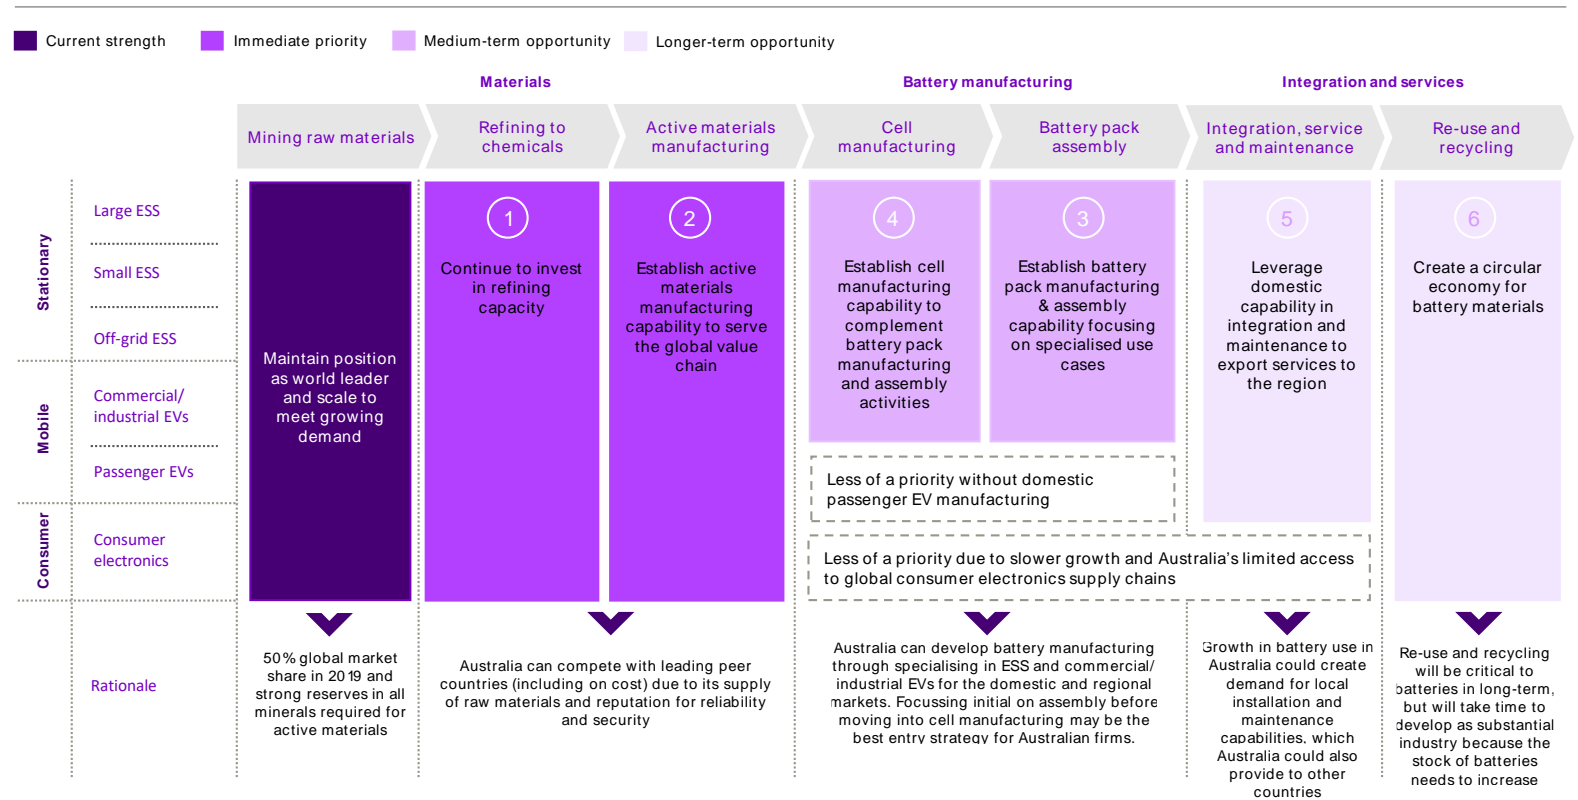 Current strength
Immediate priority
Medium-term opportunity
Longer-term opportunity
Materials
Battery manufacturing
Integration and services
Mining raw materials
Refining to
chemicals
Active materials
manufacturing
Cell
manufacturing
Battery pack
assembly
Integration, service
and maintenance
Re-use and
recycling
Stationary
Large ESS
Small ESS
Off-grid ESS
Mobile
Commercial/
industrial EVs
Passenger EVs
Consumer
Consumer
electronics
Maintain position
as world leader
and scale to
meet growing
demand
1
Continue to invest
in refining
capacity
2
Establish active
materials
manufacturing
capability to serve
the global value
chain
4
Establish cell
manufacturing
capability to
complement
battery pack
manufacturing
and assembly
activities
3
Establish battery
pack manufacturing
& assembly
capability focusing
on specialised use
cases
5
Leverage
domestic
capability in
integration and
maintenance to
export services to
the region
6
Create a circular
economy for
battery materials
Less of a priority without domestic
passenger EV manufacturing
Less of a priority due to slower growth and Australia's limited access
to global consumer electronics supply chains
Rationale
50% global market
share in 2019 and
strong reserves in all
minerals required for
active materials
Australia can compete with leading peer
countries (including on cost) due to its supply
of raw materials and reputation for reliability
and security
Australia can develop battery manufacturing
through specialising in ESS and commercial/
industrial EVs for the domestic and regional
markets. Focussing initial on assembly before
moving into cell manufacturing may be the
best entry strategy for Australian firms.
Growth in battery use in
Australia could create
demand for local
installation and
maintenance
capabilities, which
Australia could also
provide to other
countries
Re-use and recycling
will be critical to
batteries in long-term,
but will take time to
develop as substantial
industry because the
stock of batteries
needs to increase